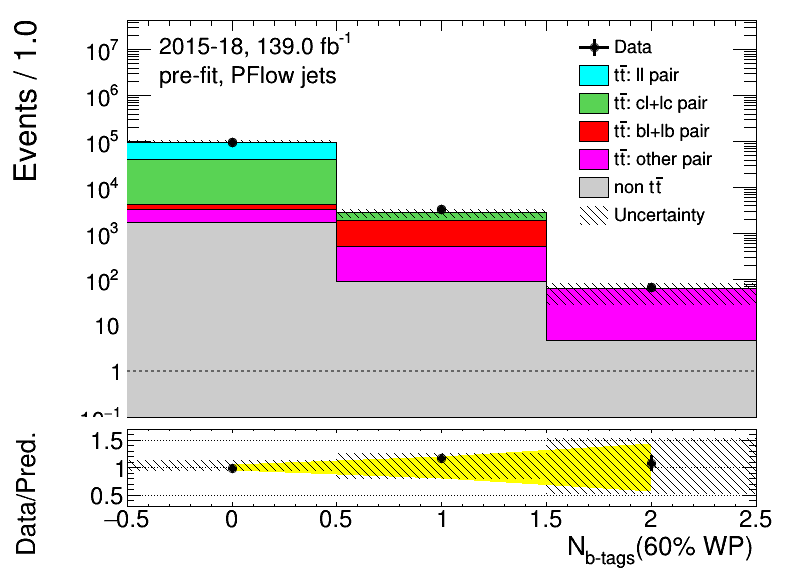 Events / 1.0
10⁷
10⁶
10⁵
10⁴
10³
10²
10
1
10⁻¹
2015-18, 139.0 fb⁻¹
pre-fit, PFlow jets
Data
tt̄: ll pair
tt̄: cl+lc pair
tt̄: bl+lb pair
tt̄: other pair
non tt̄
Uncertainty
Data/Pred.
1.5
1
0.5
−0.5 0 0.5 1 1.5 2 2.5
N_b-tags(60% WP)